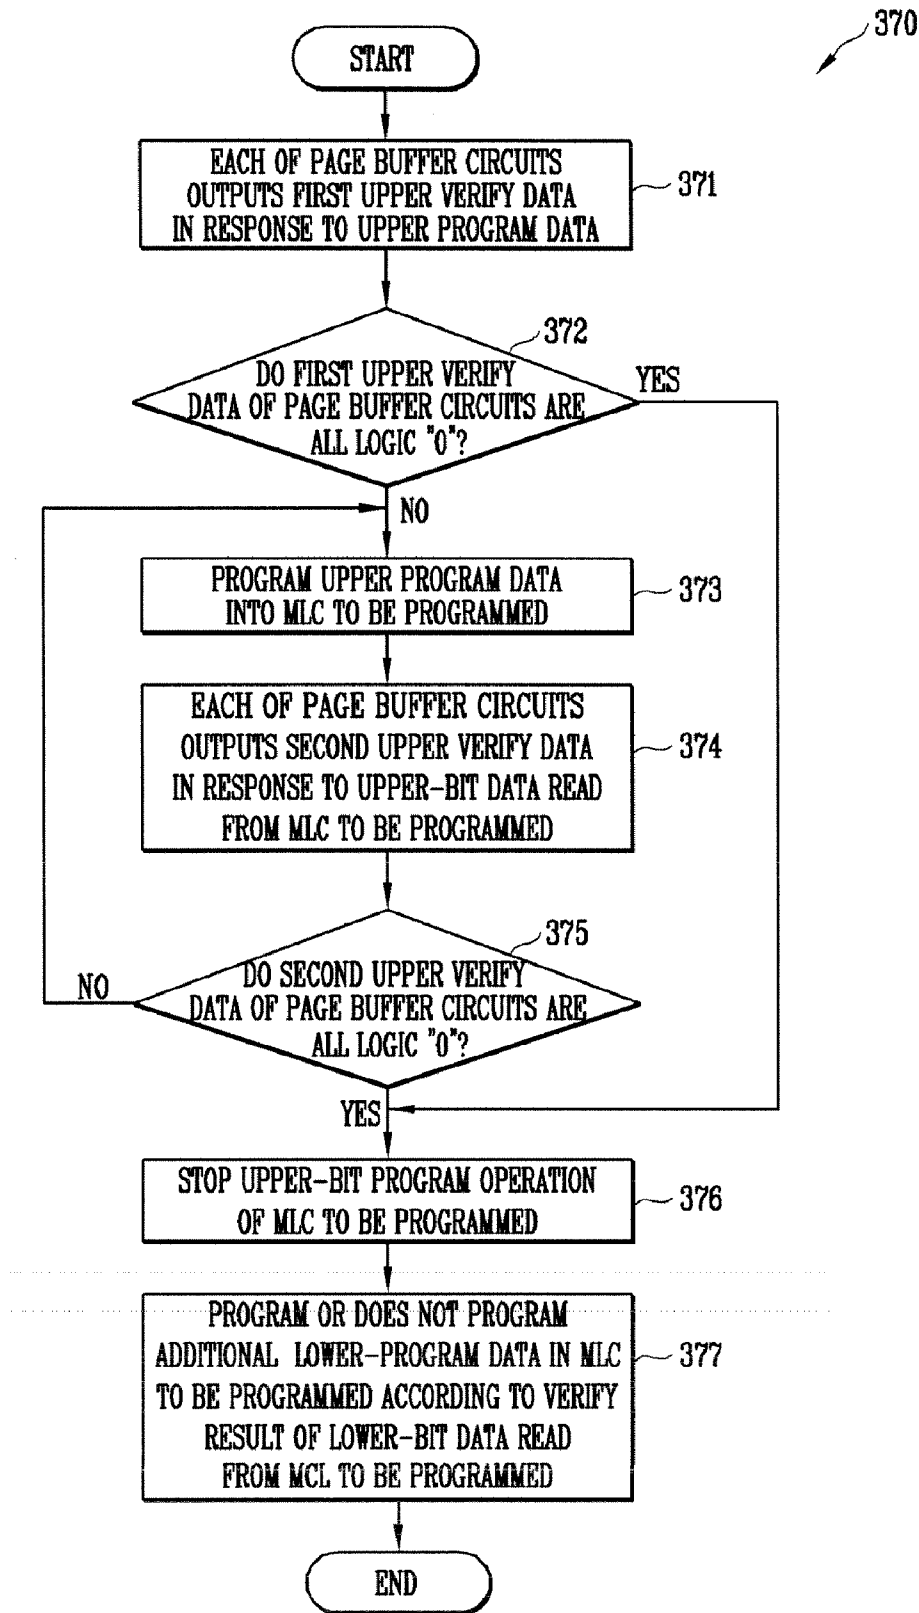 370
START
EACH OF PAGE BUFFER CIRCUITS
OUTPUTS FIRST UPPER VERIFY DATA
IN RESPONSE TO UPPER PROGRAM DATA
371
372
DO FIRST UPPER VERIFY
DATA OF PAGE BUFFER CIRCUITS ARE
ALL LOGIC "0"?
YES
NO
PROGRAM UPPER PROGRAM DATA
INTO MLC TO BE PROGRAMMED
373
EACH OF PAGE BUFFER CIRCUITS
OUTPUTS SECOND UPPER VERIFY DATA
IN RESPONSE TO UPPER-BIT DATA READ
FROM MLC TO BE PROGRAMMED
374
375
DO SECOND UPPER VERIFY
DATA OF PAGE BUFFER CIRCUITS ARE
ALL LOGIC "0"?
NO
YES
STOP UPPER-BIT PROGRAM OPERATION
OF MLC TO BE PROGRAMMED
376
PROGRAM OR DOES NOT PROGRAM
ADDITIONAL LOWER-PROGRAM DATA IN MLC
TO BE PROGRAMMED ACCORDING TO VERIFY
RESULT OF LOWER-BIT DATA READ
FROM MCL TO BE PROGRAMMED
377
END